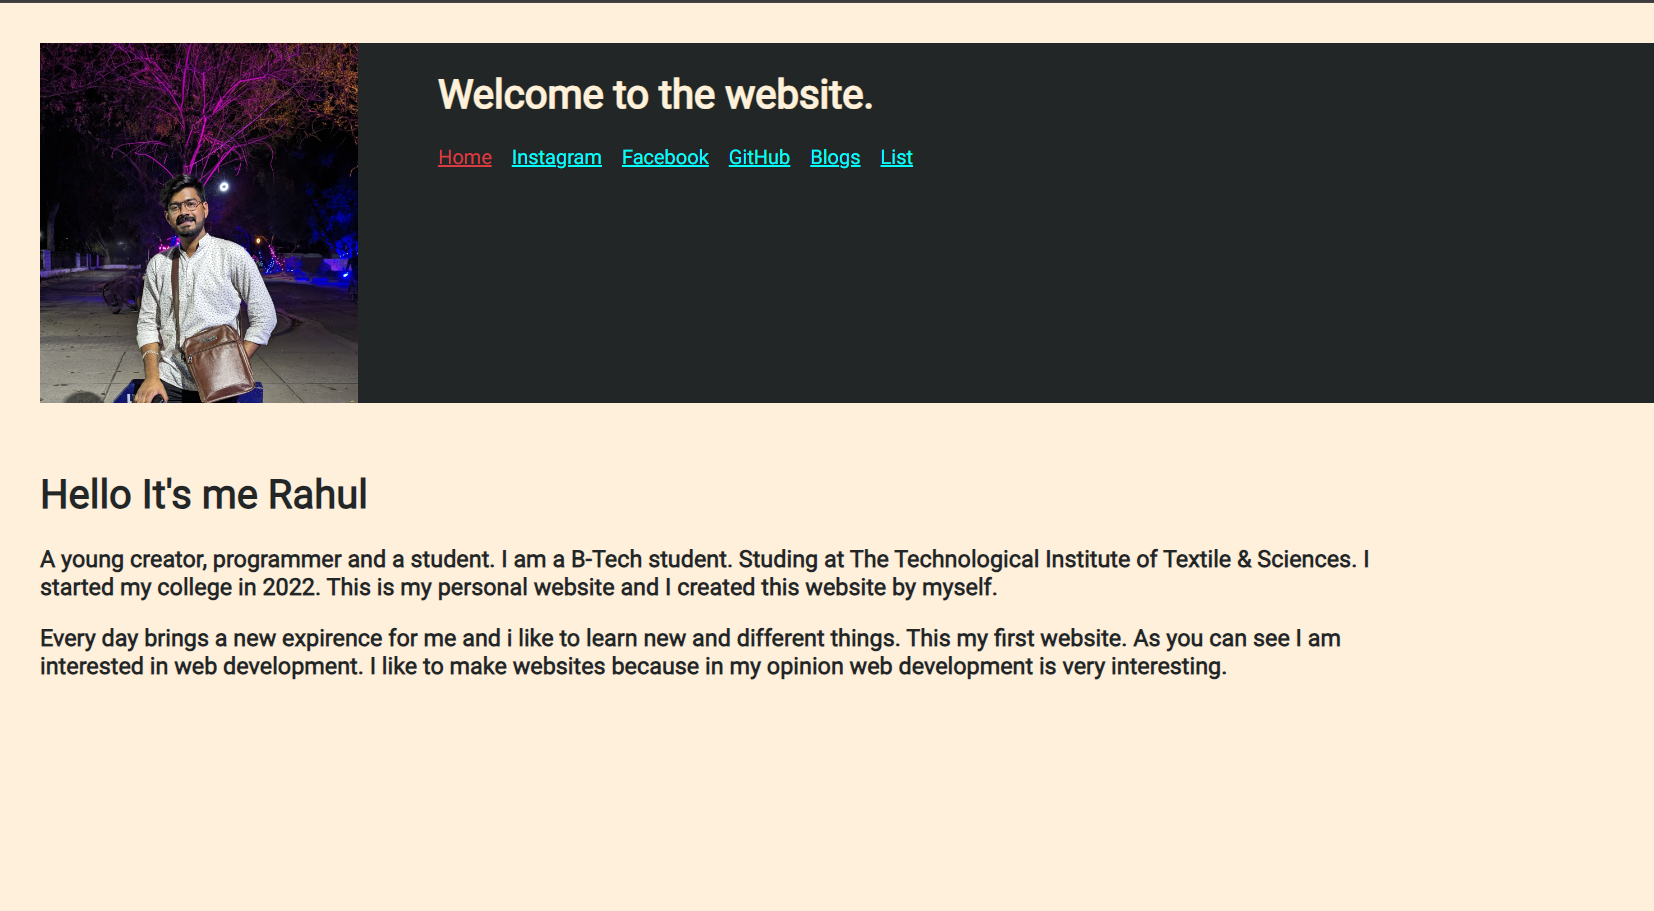 Welcome to the website.
Home Instagram Facebook GitHub Blogs List
Hello It's me Rahul
A young creator, programmer and a student. I am a B-Tech student. Studing at The Technological Institute of Textile & Sciences. I
started my college in 2022. This is my personal website and I created this website by myself.
Every day brings a new expirence for me and i like to learn new and different things. This my first website. As you can see I am
interested in web development. I like to make websites because in my opinion web development is very interesting.